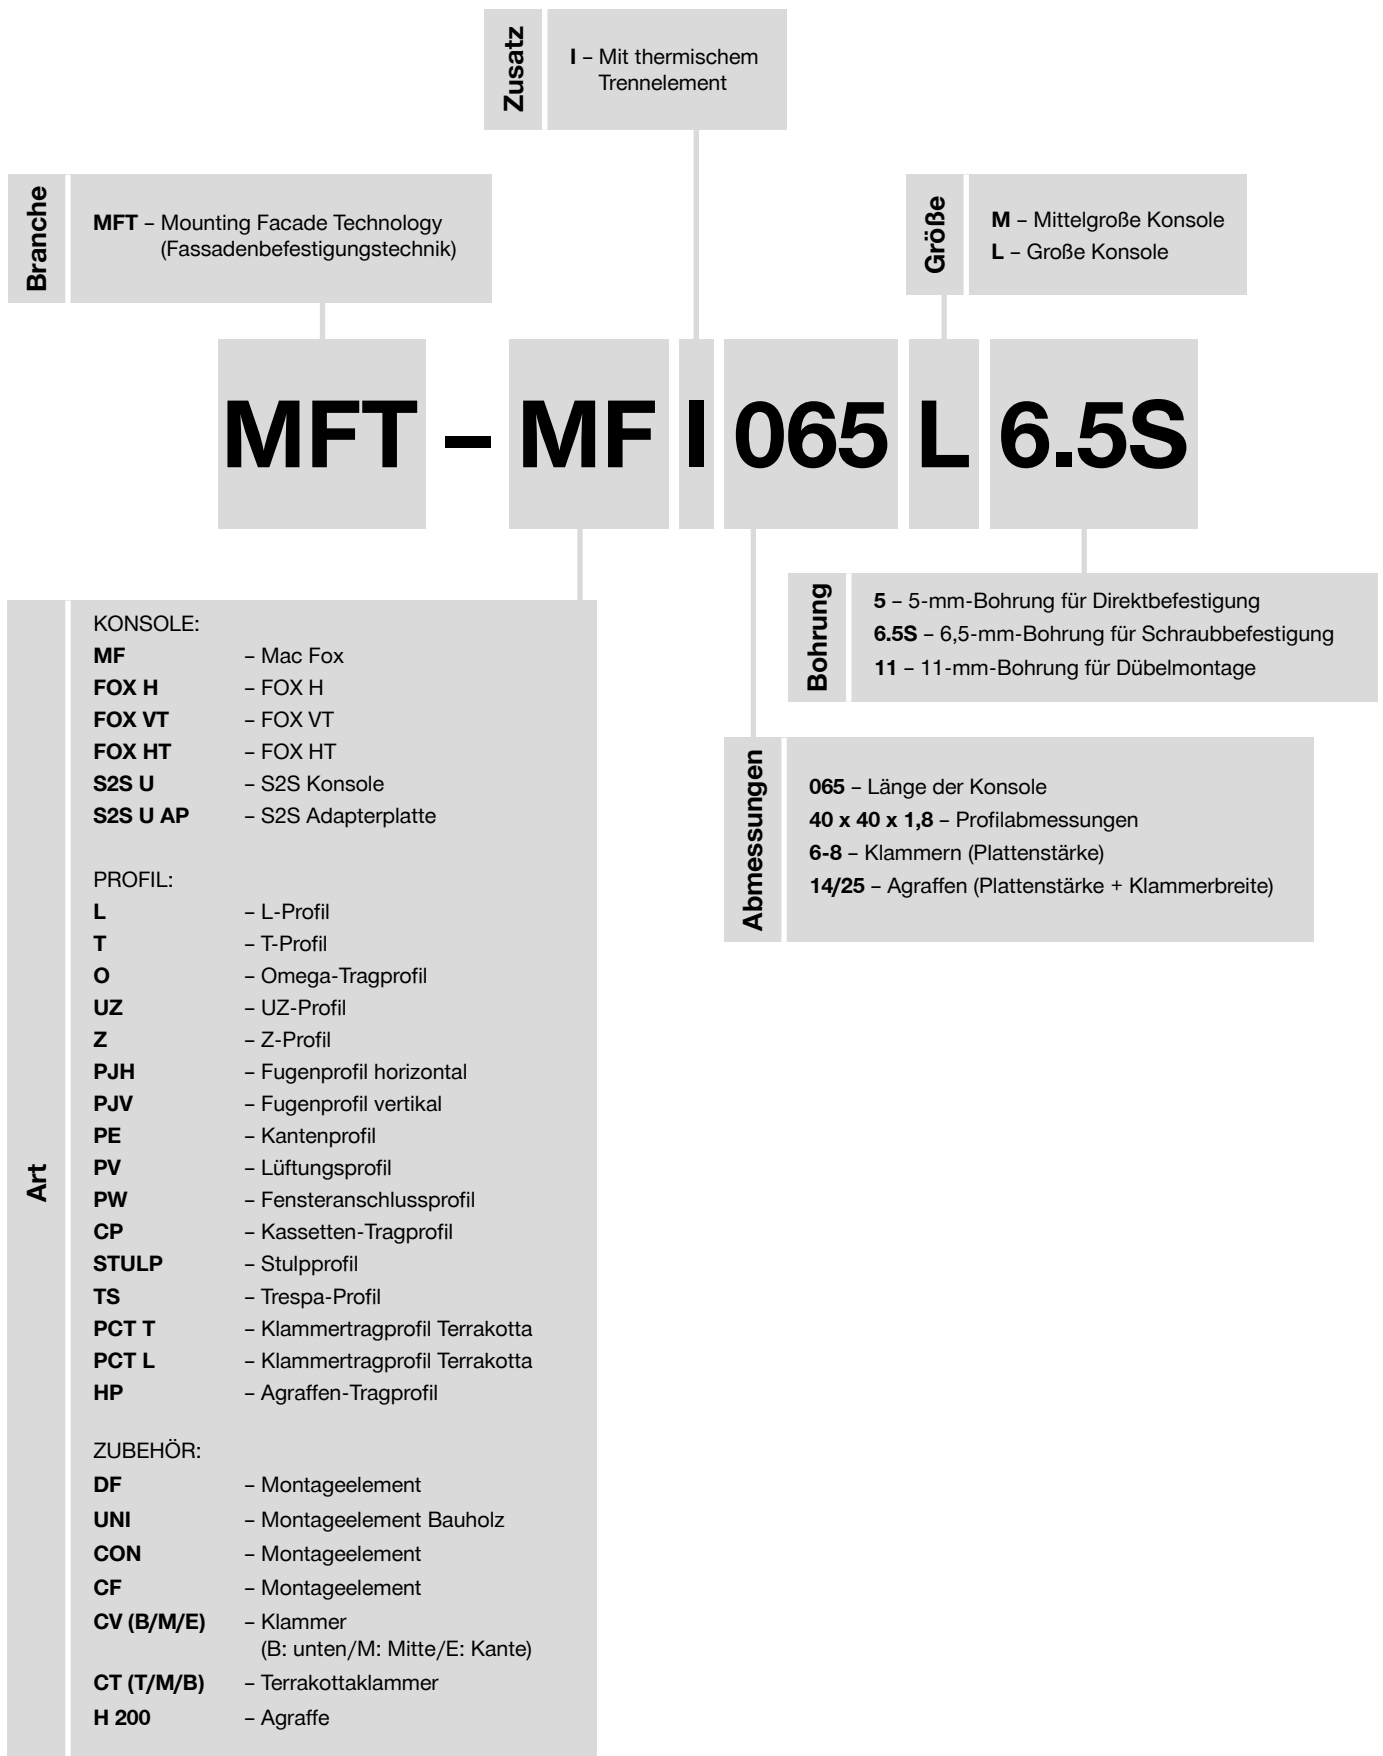 Zusatz
I – Mit thermischem
Trennelement
Branche
MFT – Mounting Facade Technology
(Fassadenbefestigungstechnik)
Größe
M – Mittelgroße Konsole
L – Große Konsole
MFT – MF I 065 L 6.5S
Bohrung
5 – 5-mm-Bohrung für Direktbefestigung
6.5S – 6,5-mm-Bohrung für Schraubbefestigung
11 – 11-mm-Bohrung für Dübelmontage
Abmessungen
065 – Länge der Konsole
40 x 40 x 1,8 – Profilabmessungen
6-8 – Klammern (Plattenstärke)
14/25 – Agraffen (Plattenstärke + Klammerbreite)
Art
KONSOLE:
MF – Mac Fox
FOX H – FOX H
FOX VT – FOX VT
FOX HT – FOX HT
S2S U – S2S Konsole
S2S U AP – S2S Adapterplatte
PROFIL:
L – L-Profil
T – T-Profil
O – Omega-Tragprofil
UZ – UZ-Profil
Z – Z-Profil
PJH – Fugenprofil horizontal
PJV – Fugenprofil vertikal
PE – Kantenprofil
PV – Lüftungsprofil
PW – Fensteranschlussprofil
CP – Kassetten-Tragprofil
STULP – Stulpprofil
TS – Trespa-Profil
PCT T – Klammertragprofil Terrakotta
PCT L – Klammertragprofil Terrakotta
HP – Agraffen-Tragprofil
ZUBEHÖR:
DF – Montageelement
UNI – Montageelement Bauholz
CON – Montageelement
CF – Montageelement
CV (B/M/E) – Klammer
(B: unten/M: Mitte/E: Kante)
CT (T/M/B) – Terrakottaklammer
H 200 – Agraffe